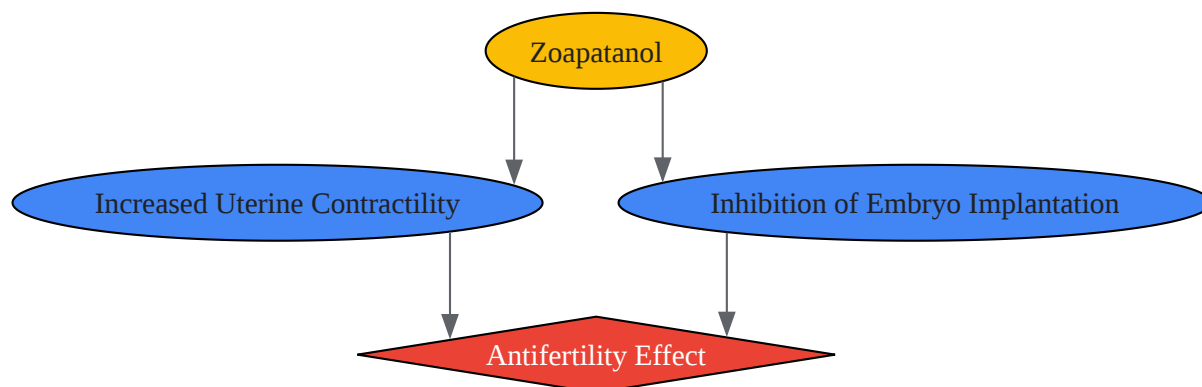 Zoapatanol
Increased Uterine Contractility
Inhibition of Embryo Implantation
Antifertility Effect